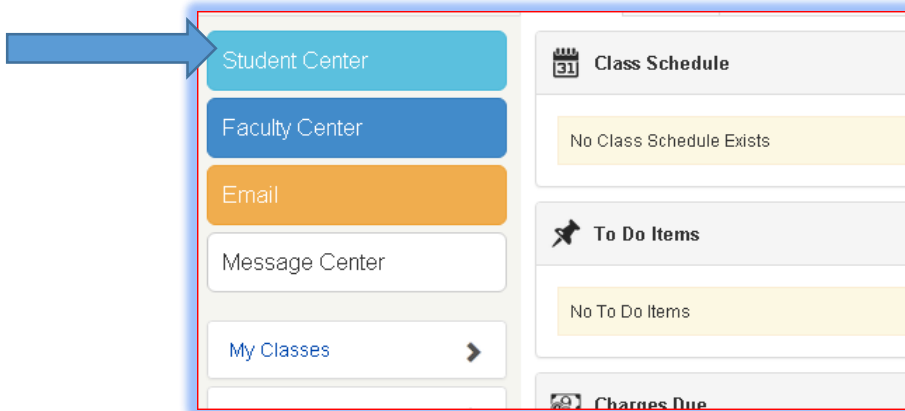 Student Center
Faculty Center
Email
Message Center
My Classes
31 Class Schedule
No Class Schedule Exists
To Do Items
No To Do Items
Charges Due